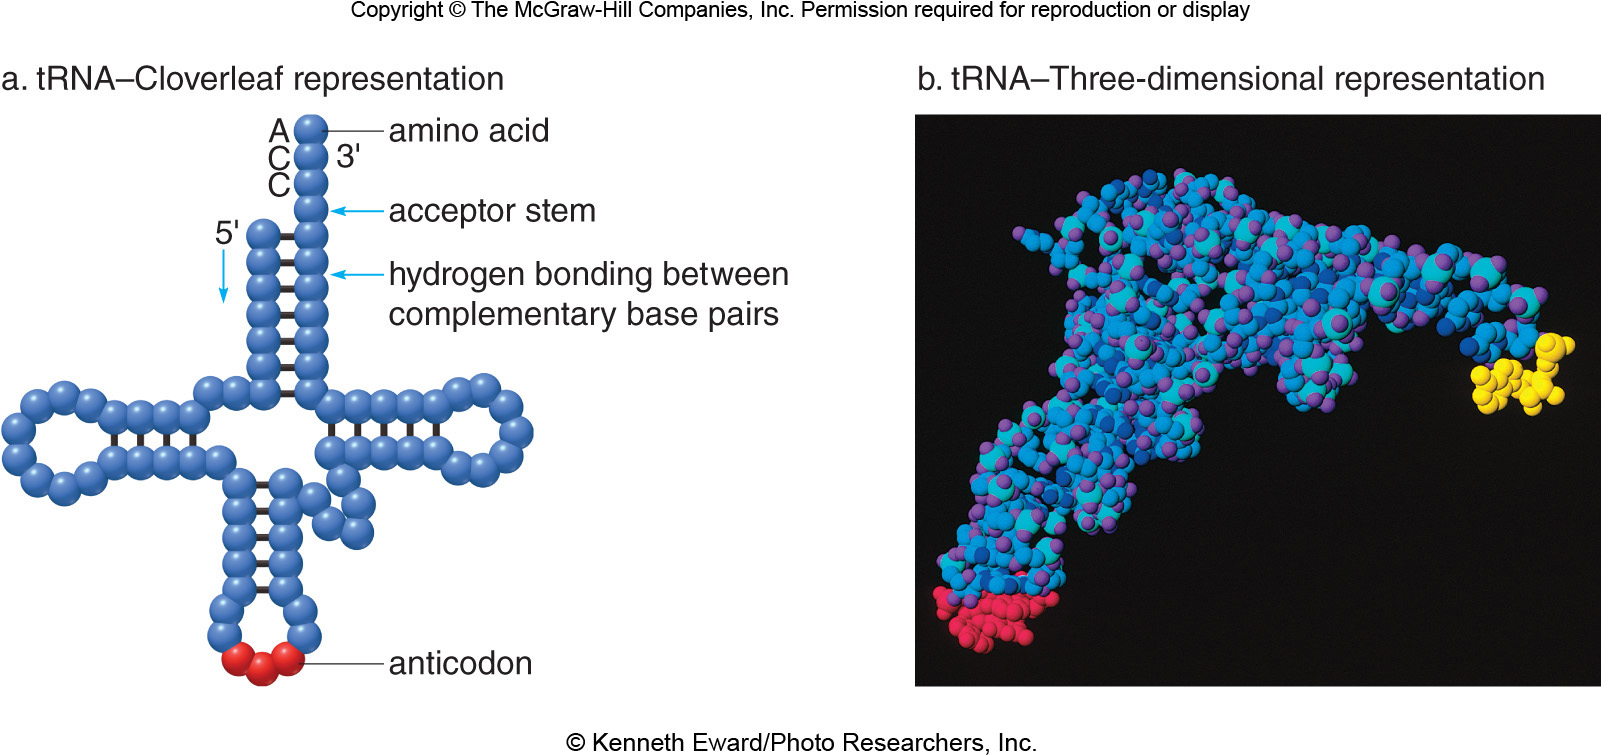 Copyright © The McGraw-Hill Companies, Inc. Permission required for reproduction or display
a. tRNA–Cloverleaf representation
A
C
C
3'
5'
amino acid
acceptor stem
hydrogen bonding between
complementary base pairs
anticodon
b. tRNA–Three-dimensional representation
© Kenneth Eward/Photo Researchers, Inc.